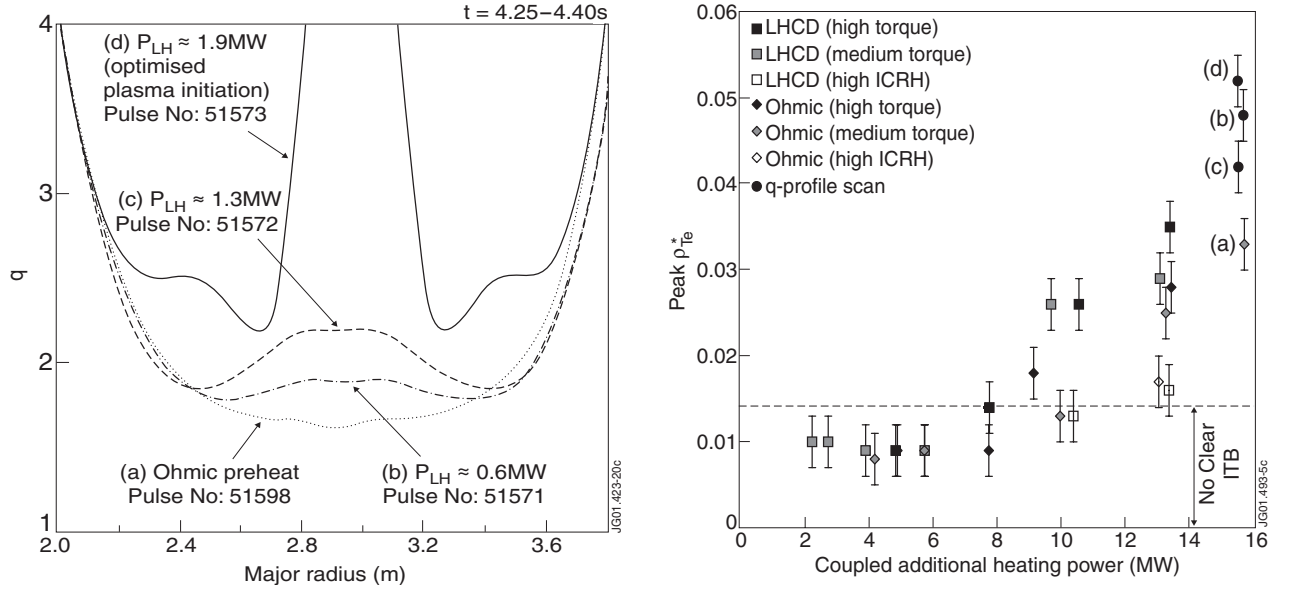 t = 4.25–4.40s
4
3
2
1
q
(d) P_LH ≈ 1.9MW
(optimised
plasma initiation)
Pulse No: 51573
(c) P_LH ≈ 1.3MW
Pulse No: 51572
(a) Ohmic preheat
Pulse No: 51598
(b) P_LH ≈ 0.6MW
Pulse No: 51571
JG01.423-20c
2.0 2.4 2.8 3.2 3.6
Major radius (m)
0.06
0.05
0.04
0.03
0.02
0.01
0
Peak ρ*_Te
LHCD (high torque)
LHCD (medium torque)
LHCD (high ICRH)
Ohmic (high torque)
Ohmic (medium torque)
Ohmic (high ICRH)
q-profile scan
(d)
(b)
(c)
(a)
No Clear
ITB
JG01.493-5c
0 2 4 6 8 10 12 14 16
Coupled additional heating power (MW)